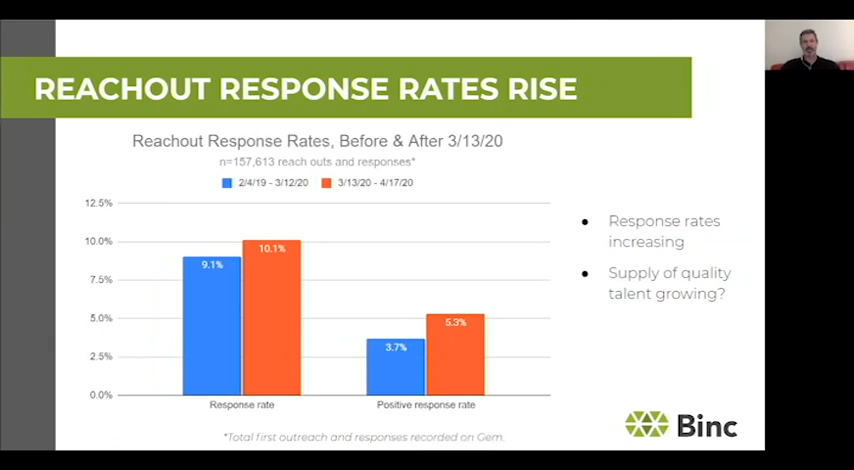 REACHOUT RESPONSE RATES RISE
Reachout Response Rates, Before & After 3/13/20
n=157,613 reach outs and responses*
2/4/19 - 3/12/20 3/13/20 - 4/17/20
12.5%
10.0%
7.5%
5.0%
2.5%
0.0%
9.1%
10.1%
3.7%
5.3%
Response rate Positive response rate
*Total first outreach and responses recorded on Gem.
● Response rates
increasing
● Supply of quality
talent growing?
Binc